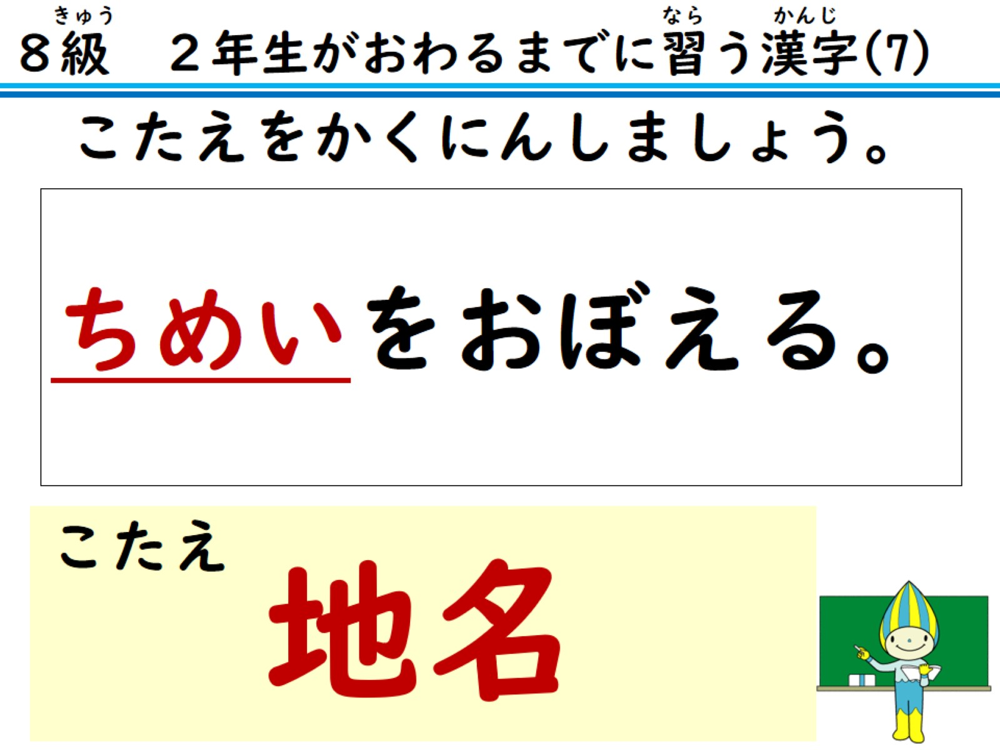 きゅう なら かんじ
８級　２年生がおわるまでに習う漢字(7)
こたえをかくにんしましょう。
ちめいをおぼえる。
こたえ
地名